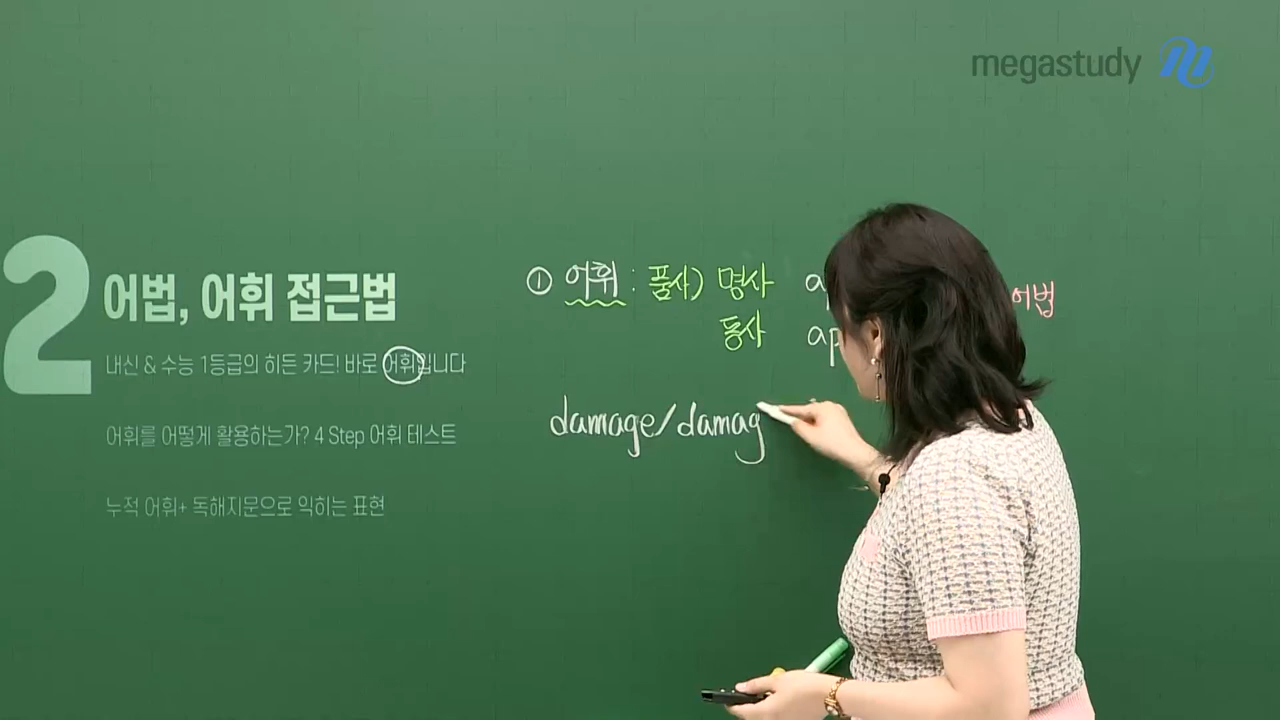 megastudy
2
어법, 어휘 접근법
내신 & 수능 1등급의 히든 카드! 바로 어휘입니다
어휘를 어떻게 활용하는가? 4 Step 어휘 테스트
누적 어휘+ 독해지문으로 익히는 표현
① 어휘 : 품사) 명사
어법
동사
damage/damag